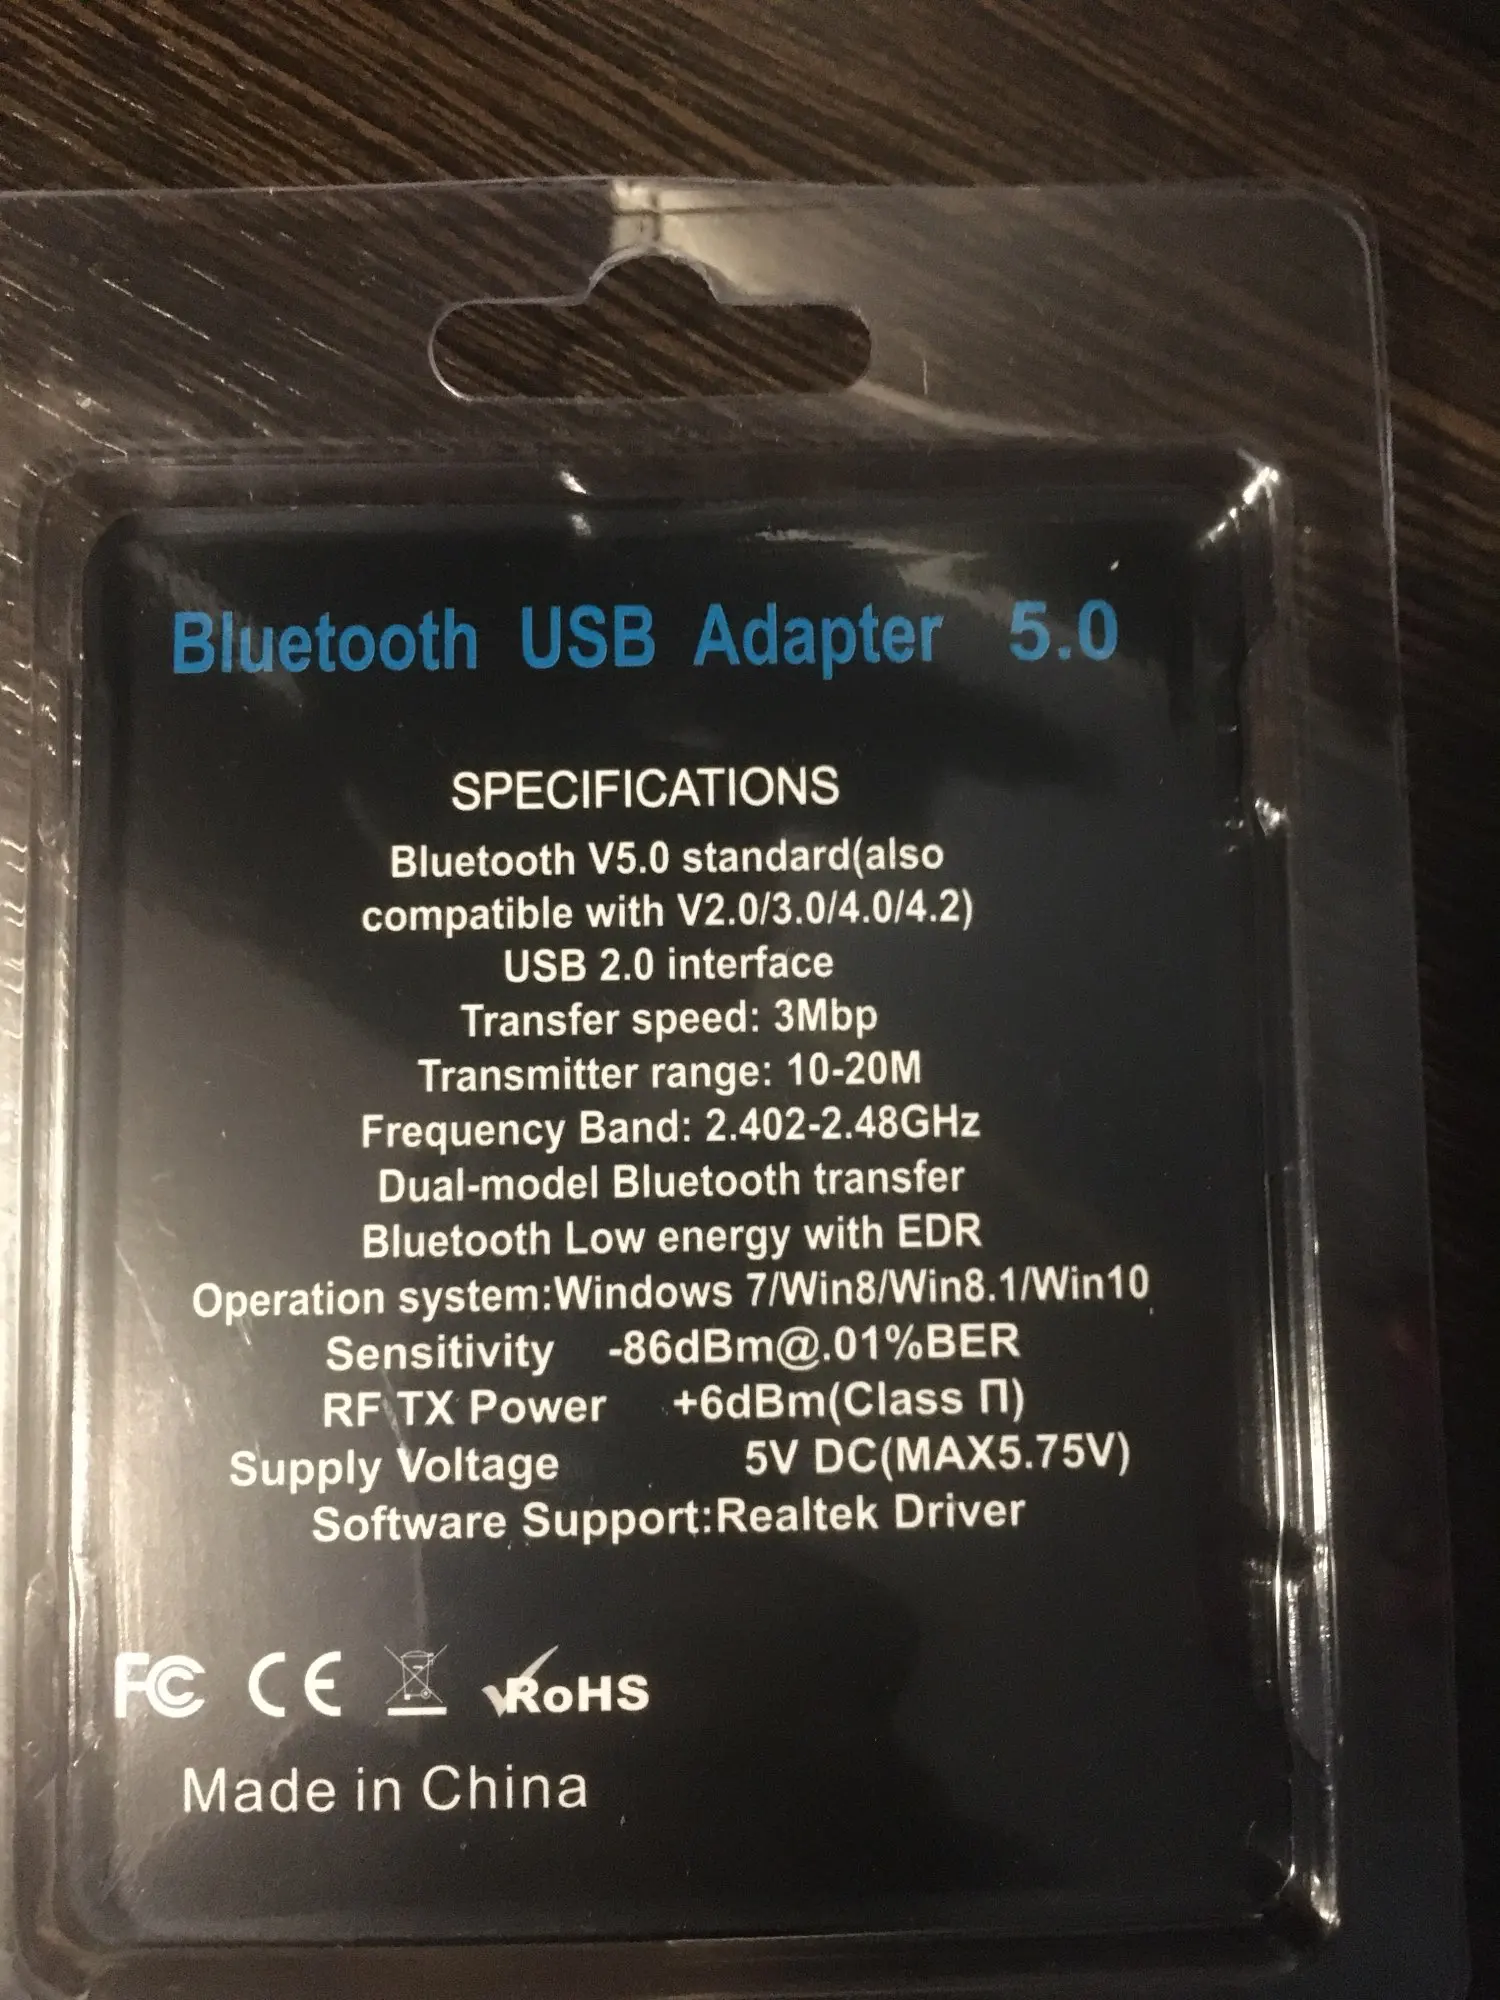 Bluetooth USB Adapter 5.0
SPECIFICATIONS
Bluetooth V5.0 standard(also
compatible with V2.0/3.0/4.0/4.2)
USB 2.0 interface
Transfer speed: 3Mbp
Transmitter range: 10-20M
Frequency Band: 2.402-2.48GHz
Dual-model Bluetooth transfer
Bluetooth Low energy with EDR
Operation system:Windows 7/Win8/Win8.1/Win10
Sensitivity -86dBm@.01%BER
RF TX Power +6dBm(Class Π)
Supply Voltage 5V DC(MAX5.75V)
Software Support:Realtek Driver
FC CE RoHS
Made in China